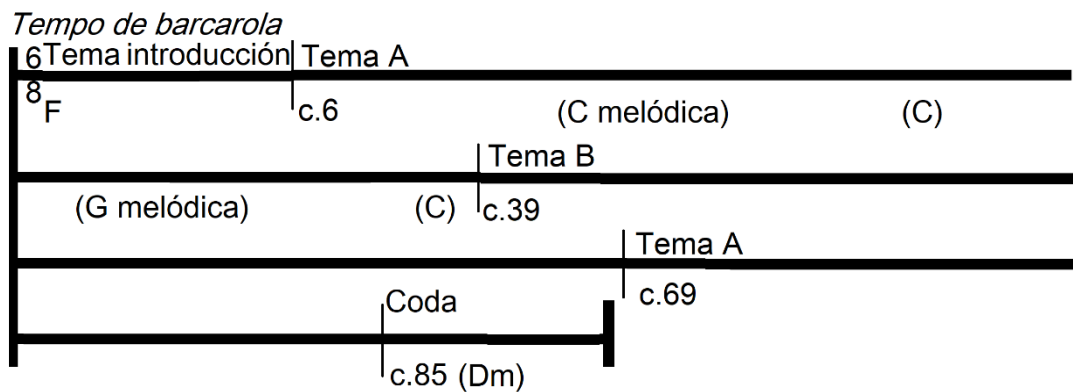 Tempo de barcarola
6 Tema introducción Tema A
8 F c.6 (C melódica) (C)
Tema B
(G melódica) (C) c.39
Tema A
c.69
Coda
c.85 (Dm)